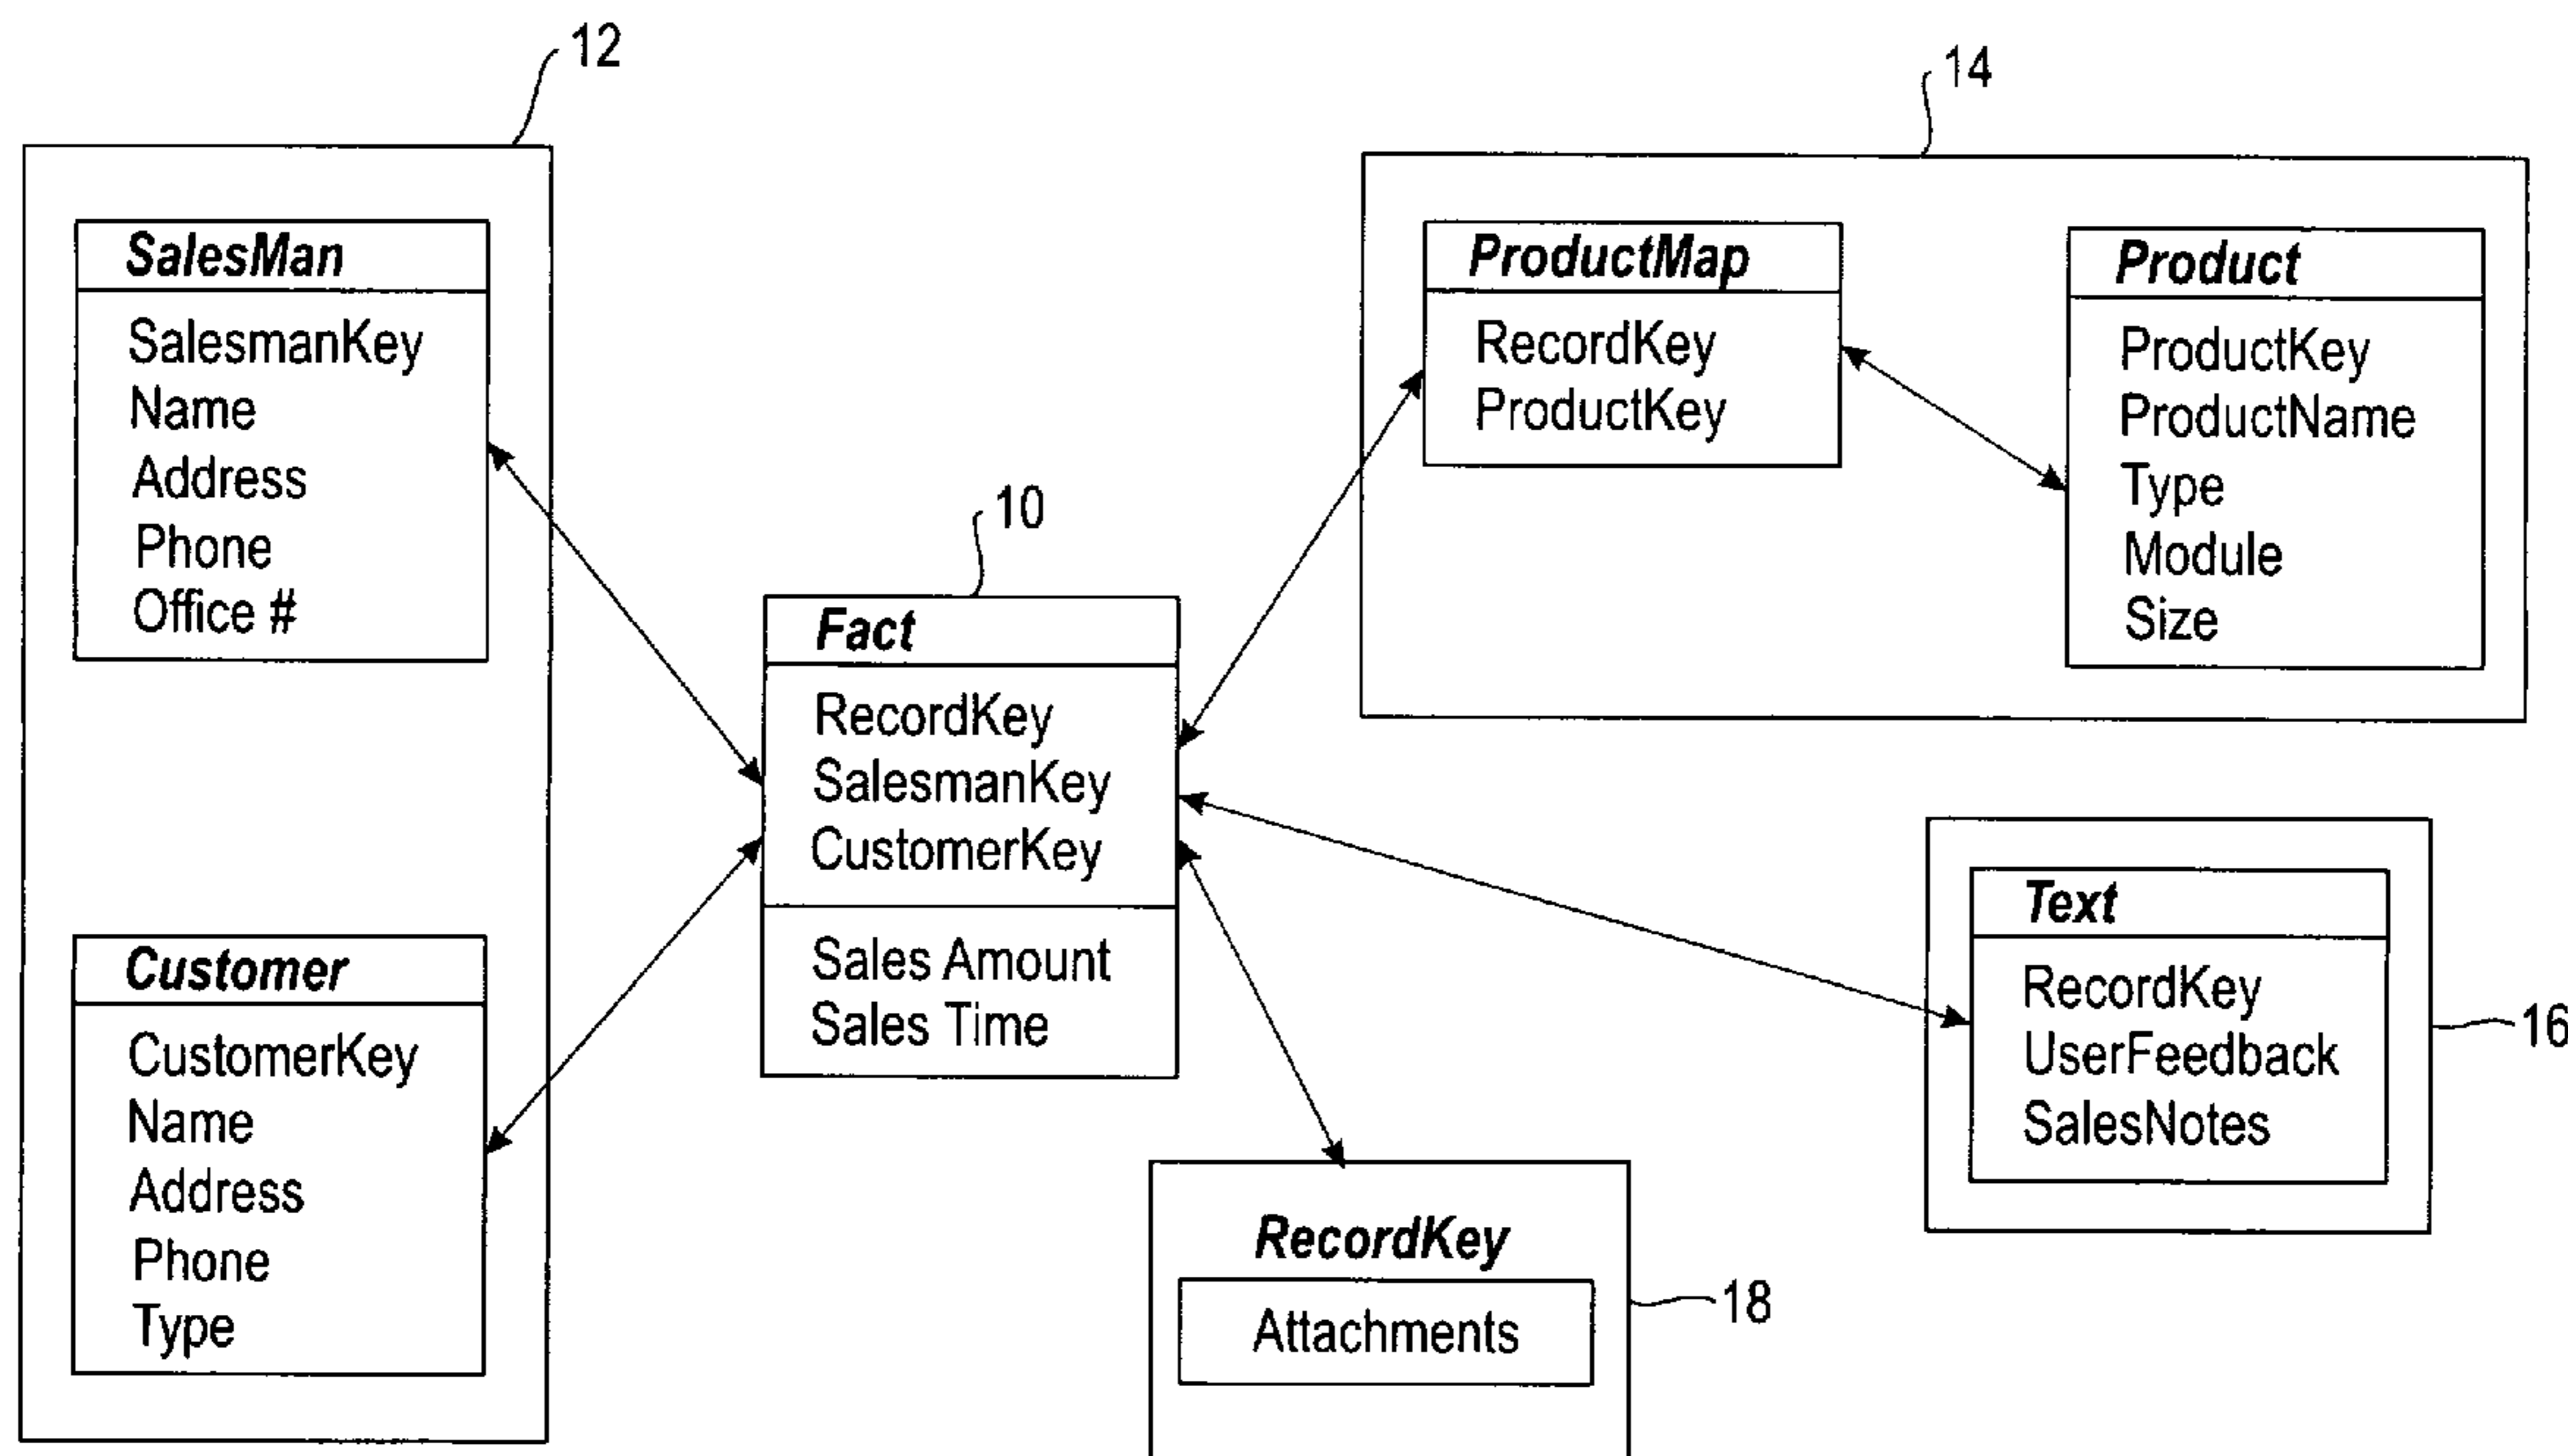 12
SalesMan
SalesmanKey
Name
Address
Phone
Office #
Customer
CustomerKey
Name
Address
Phone
Type
10
Fact
RecordKey
SalesmanKey
CustomerKey
Sales Amount
Sales Time
14
ProductMap
RecordKey
ProductKey
Product
ProductKey
ProductName
Type
Module
Size
Text
RecordKey
UserFeedback
SalesNotes
16
RecordKey
Attachments
18